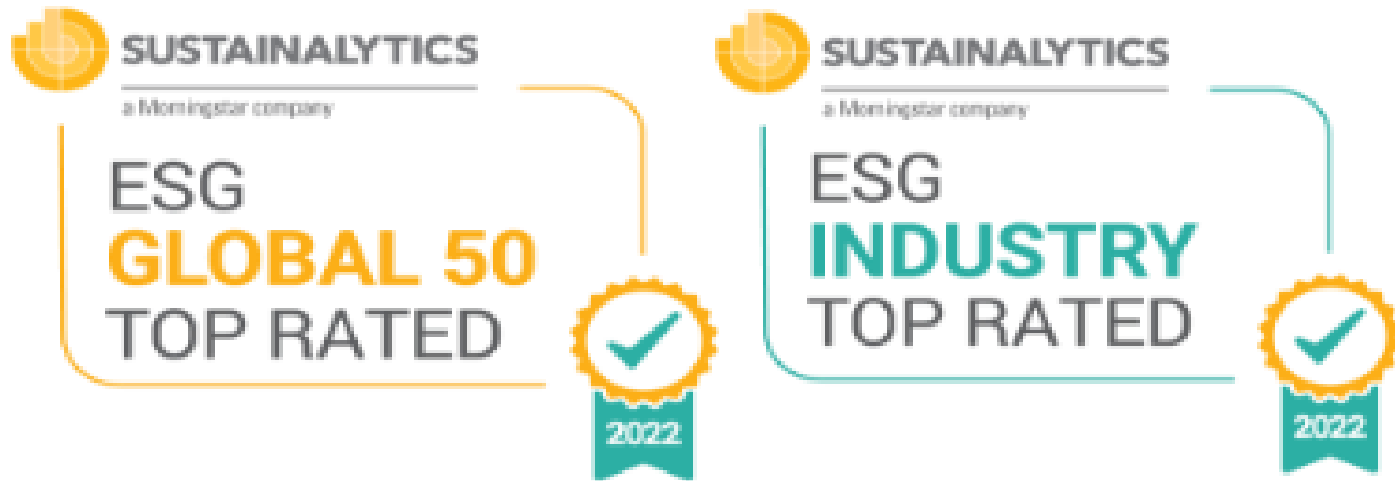 SUSTAINALYTICS
a Morningstar company
ESG
GLOBAL 50
TOP RATED
2022
SUSTAINALYTICS
a Morningstar company
ESG
INDUSTRY
TOP RATED
2022